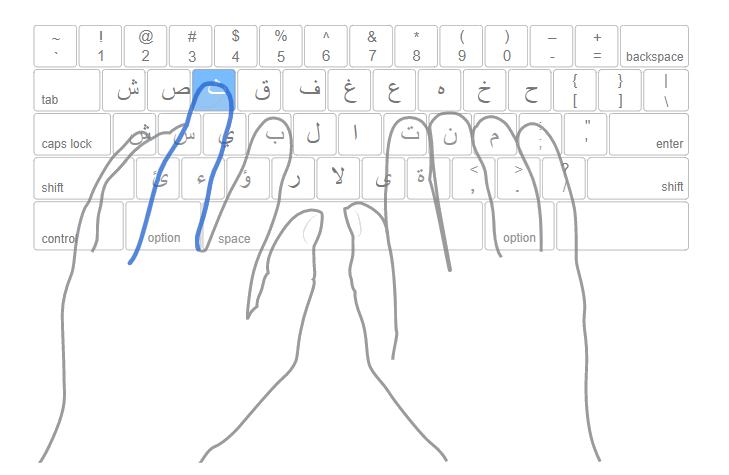 ~ ! @ # $ % ^ & * ( ) – +
` 1 2 3 4 5 6 7 8 9 0 - = backspace
tab ش ص ث ق ف غ ع ه خ ح { }  |
[ ] \
caps lock ش س ي ب ل ا ت ن م : "
; ' enter
shift ئ ء ؤ ر لا ى ة < > ?
, . / shift
control option space option